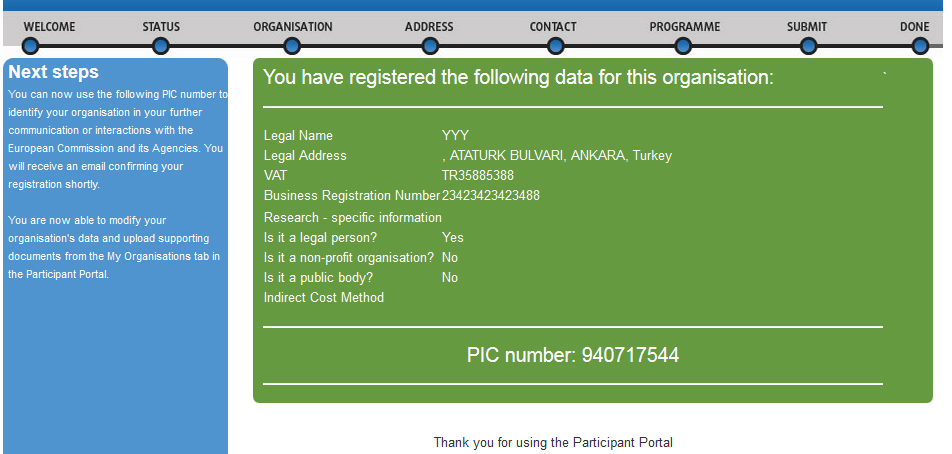 WELCOME STATUS ORGANISATION ADDRESS CONTACT PROGRAMME SUBMIT DONE
Next steps
You can now use the following PIC number to
identify your organisation in your further
communication or interactions with the
European Commission and its Agencies. You
will receive an email confirming your
registration shortly.
You are now able to modify your
organisation's data and upload supporting
documents from the My Organisations tab in
the Participant Portal.
You have registered the following data for this organisation: `
Legal Name YYY
Legal Address , ATATURK BULVARI, ANKARA, Turkey
VAT TR35885388
Business Registration Number 23423423423488
Research - specific information
Is it a legal person? Yes
Is it a non-profit organisation? No
Is it a public body? No
Indirect Cost Method
PIC number: 940717544
Thank you for using the Participant Portal